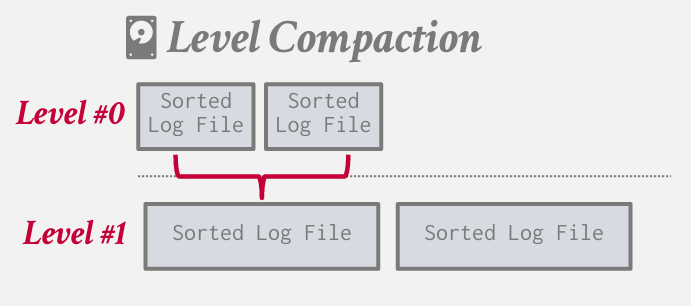 Level Compaction
Level #0
Sorted
Log File
Sorted
Log File
Level #1
Sorted Log File
Sorted Log File